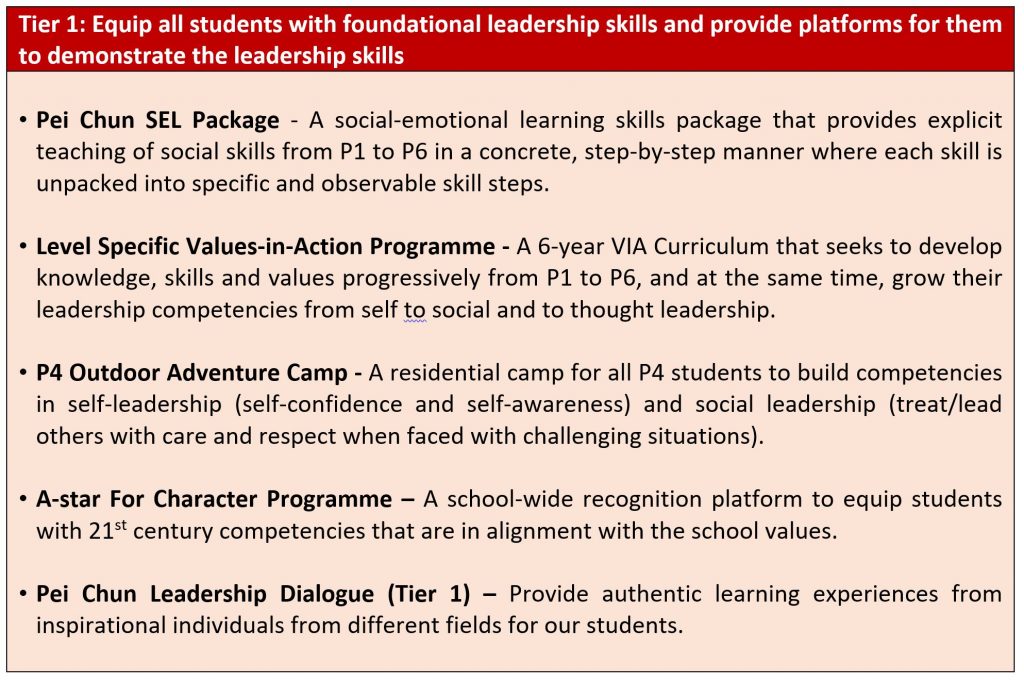 Tier 1: Equip all students with foundational leadership skills and provide platforms for them
to demonstrate the leadership skills
• Pei Chun SEL Package - A social-emotional learning skills package that provides explicit
teaching of social skills from P1 to P6 in a concrete, step-by-step manner where each skill is
unpacked into specific and observable skill steps.
• Level Specific Values-in-Action Programme - A 6-year VIA Curriculum that seeks to develop
knowledge, skills and values progressively from P1 to P6, and at the same time, grow their
leadership competencies from self to social and to thought leadership.
• P4 Outdoor Adventure Camp - A residential camp for all P4 students to build competencies
in self-leadership (self-confidence and self-awareness) and social leadership (treat/lead
others with care and respect when faced with challenging situations).
• A-star For Character Programme – A school-wide recognition platform to equip students
with 21st century competencies that are in alignment with the school values.
• Pei Chun Leadership Dialogue (Tier 1) – Provide authentic learning experiences from
inspirational individuals from different fields for our students.